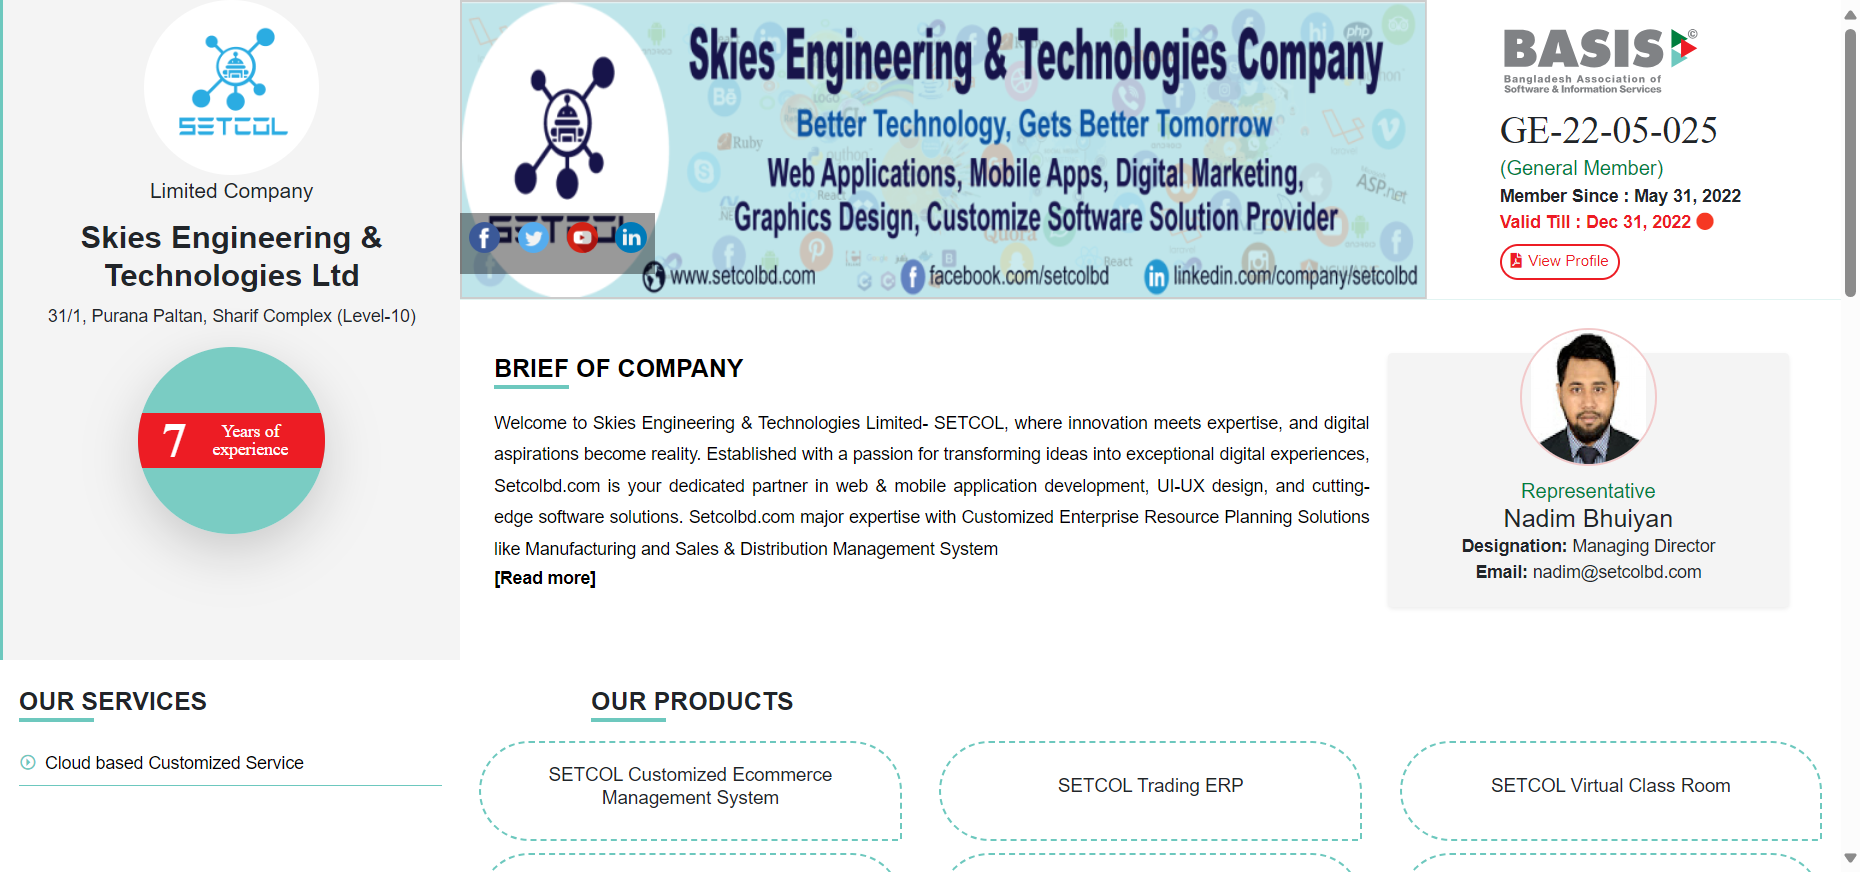 SETCOL
Limited Company
Skies Engineering &
Technologies Ltd
31/1, Purana Paltan, Sharif Complex (Level-10)
7 Years of
experience
Skies Engineering & Technologies Company
Better Technology, Gets Better Tomorrow
Web Applications, Mobile Apps, Digital Marketing,
Graphics Design, Customize Software Solution Provider
SETCOL
www.setcolbd.com facebook.com/setcolbd linkedin.com/company/setcolbd
Ruby
python
React
ASP.net
Quora
React
php
BASIS
Bangladesh Association of
Software & Information Services
GE-22-05-025
(General Member)
Member Since : May 31, 2022
Valid Till : Dec 31, 2022
View Profile
BRIEF OF COMPANY
Welcome to Skies Engineering & Technologies Limited- SETCOL, where innovation meets expertise, and digital
aspirations become reality. Established with a passion for transforming ideas into exceptional digital experiences,
Setcolbd.com is your dedicated partner in web & mobile application development, UI-UX design, and cutting-
edge software solutions. Setcolbd.com major expertise with Customized Enterprise Resource Planning Solutions
like Manufacturing and Sales & Distribution Management System
[Read more]
Representative
Nadim Bhuiyan
Designation: Managing Director
Email: nadim@setcolbd.com
OUR SERVICES
Cloud based Customized Service
OUR PRODUCTS
SETCOL Customized Ecommerce
Management System
SETCOL Trading ERP
SETCOL Virtual Class Room